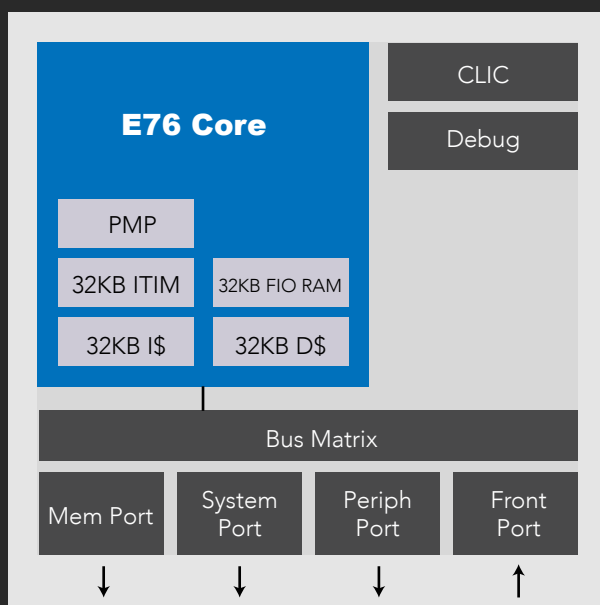 E76 Core
CLIC
Debug
PMP
32KB ITIM
32KB FIO RAM
32KB I$
32KB D$
Bus Matrix
Mem Port
System
Port
Periph
Port
Front
Port